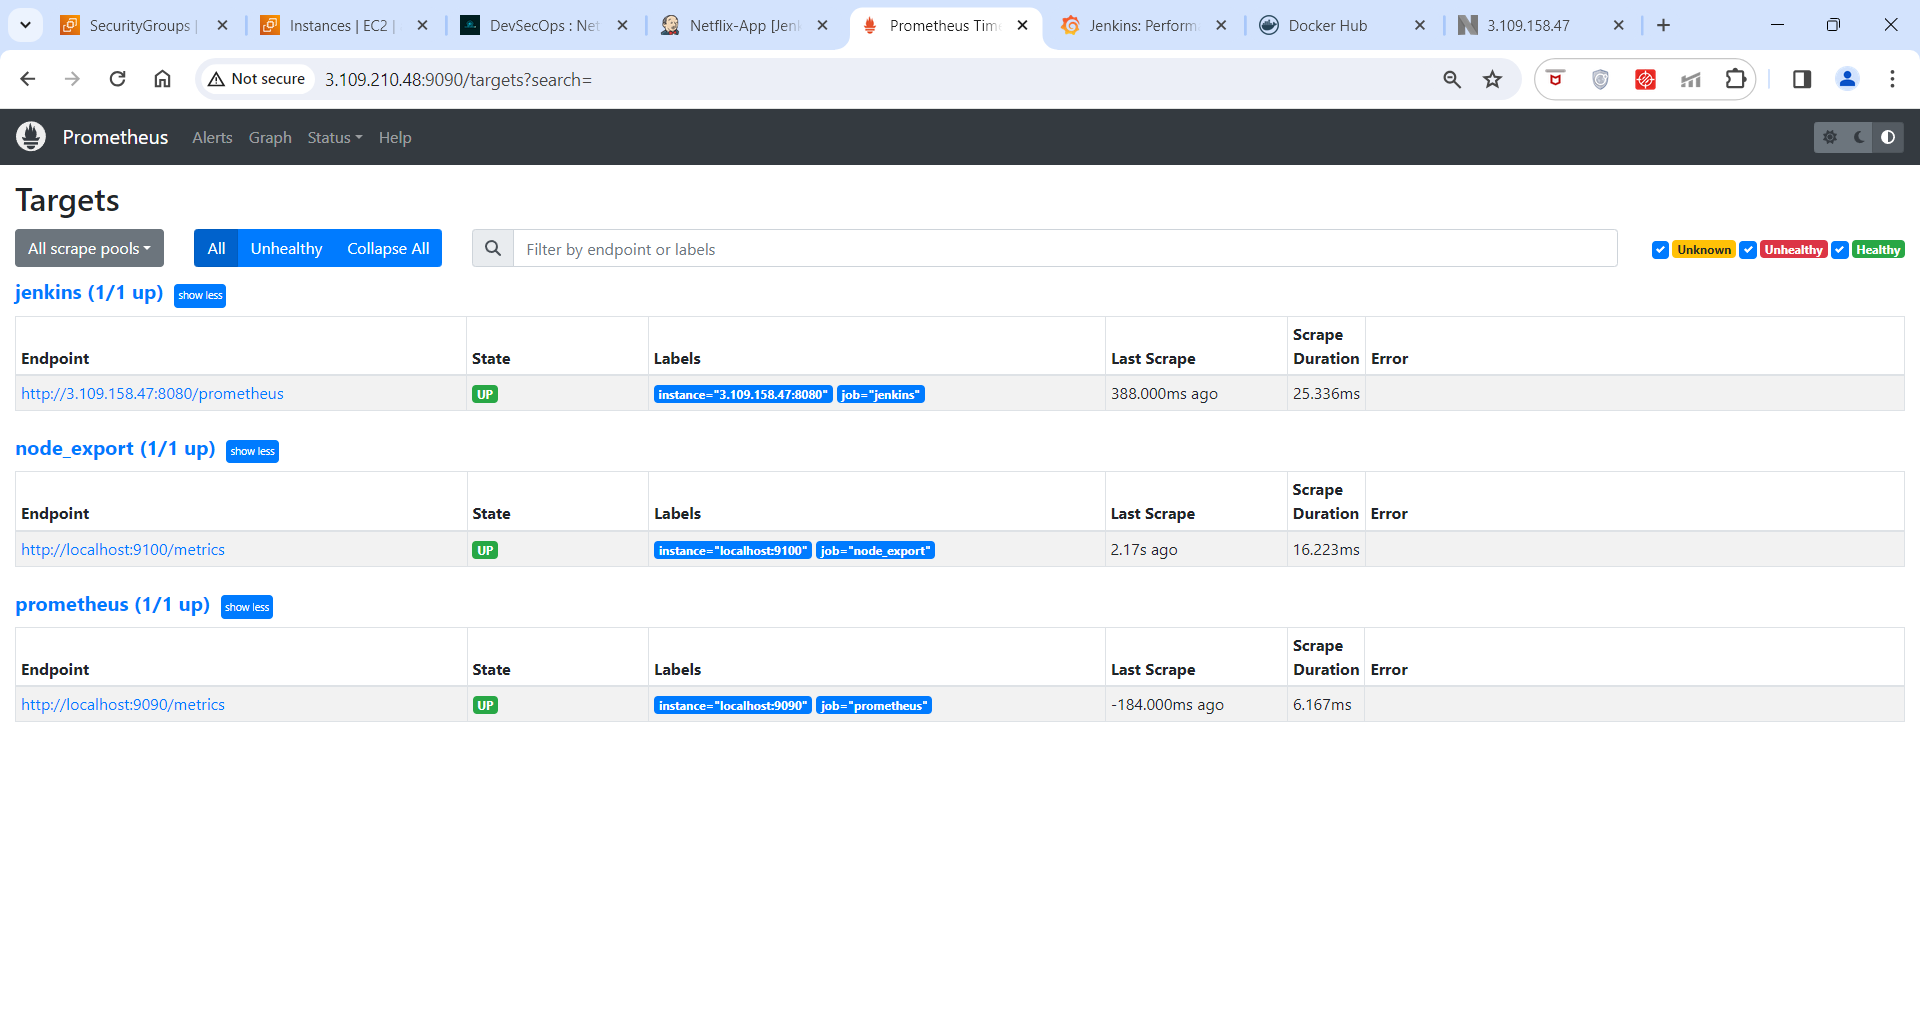 SecurityGroups |
Instances | EC2 |
DevSecOps : Net
Netflix-App [Jenk
Prometheus Time
Jenkins: Perform
Docker Hub
3.109.158.47
Not secure
3.109.210.48:9090/targets?search=
Prometheus Alerts Graph Status Help
Targets
All scrape pools All Unhealthy Collapse All Filter by endpoint or labels Unknown Unhealthy Healthy
jenkins (1/1 up) show less
Endpoint State Labels Last Scrape Scrape Duration Error
http://3.109.158.47:8080/prometheus UP instance="3.109.158.47:8080" job="jenkins" 388.000ms ago 25.336ms
node_export (1/1 up) show less
Endpoint State Labels Last Scrape Scrape Duration Error
http://localhost:9100/metrics UP instance="localhost:9100" job="node_export" 2.17s ago 16.223ms
prometheus (1/1 up) show less
Endpoint State Labels Last Scrape Scrape Duration Error
http://localhost:9090/metrics UP instance="localhost:9090" job="prometheus" -184.000ms ago 6.167ms